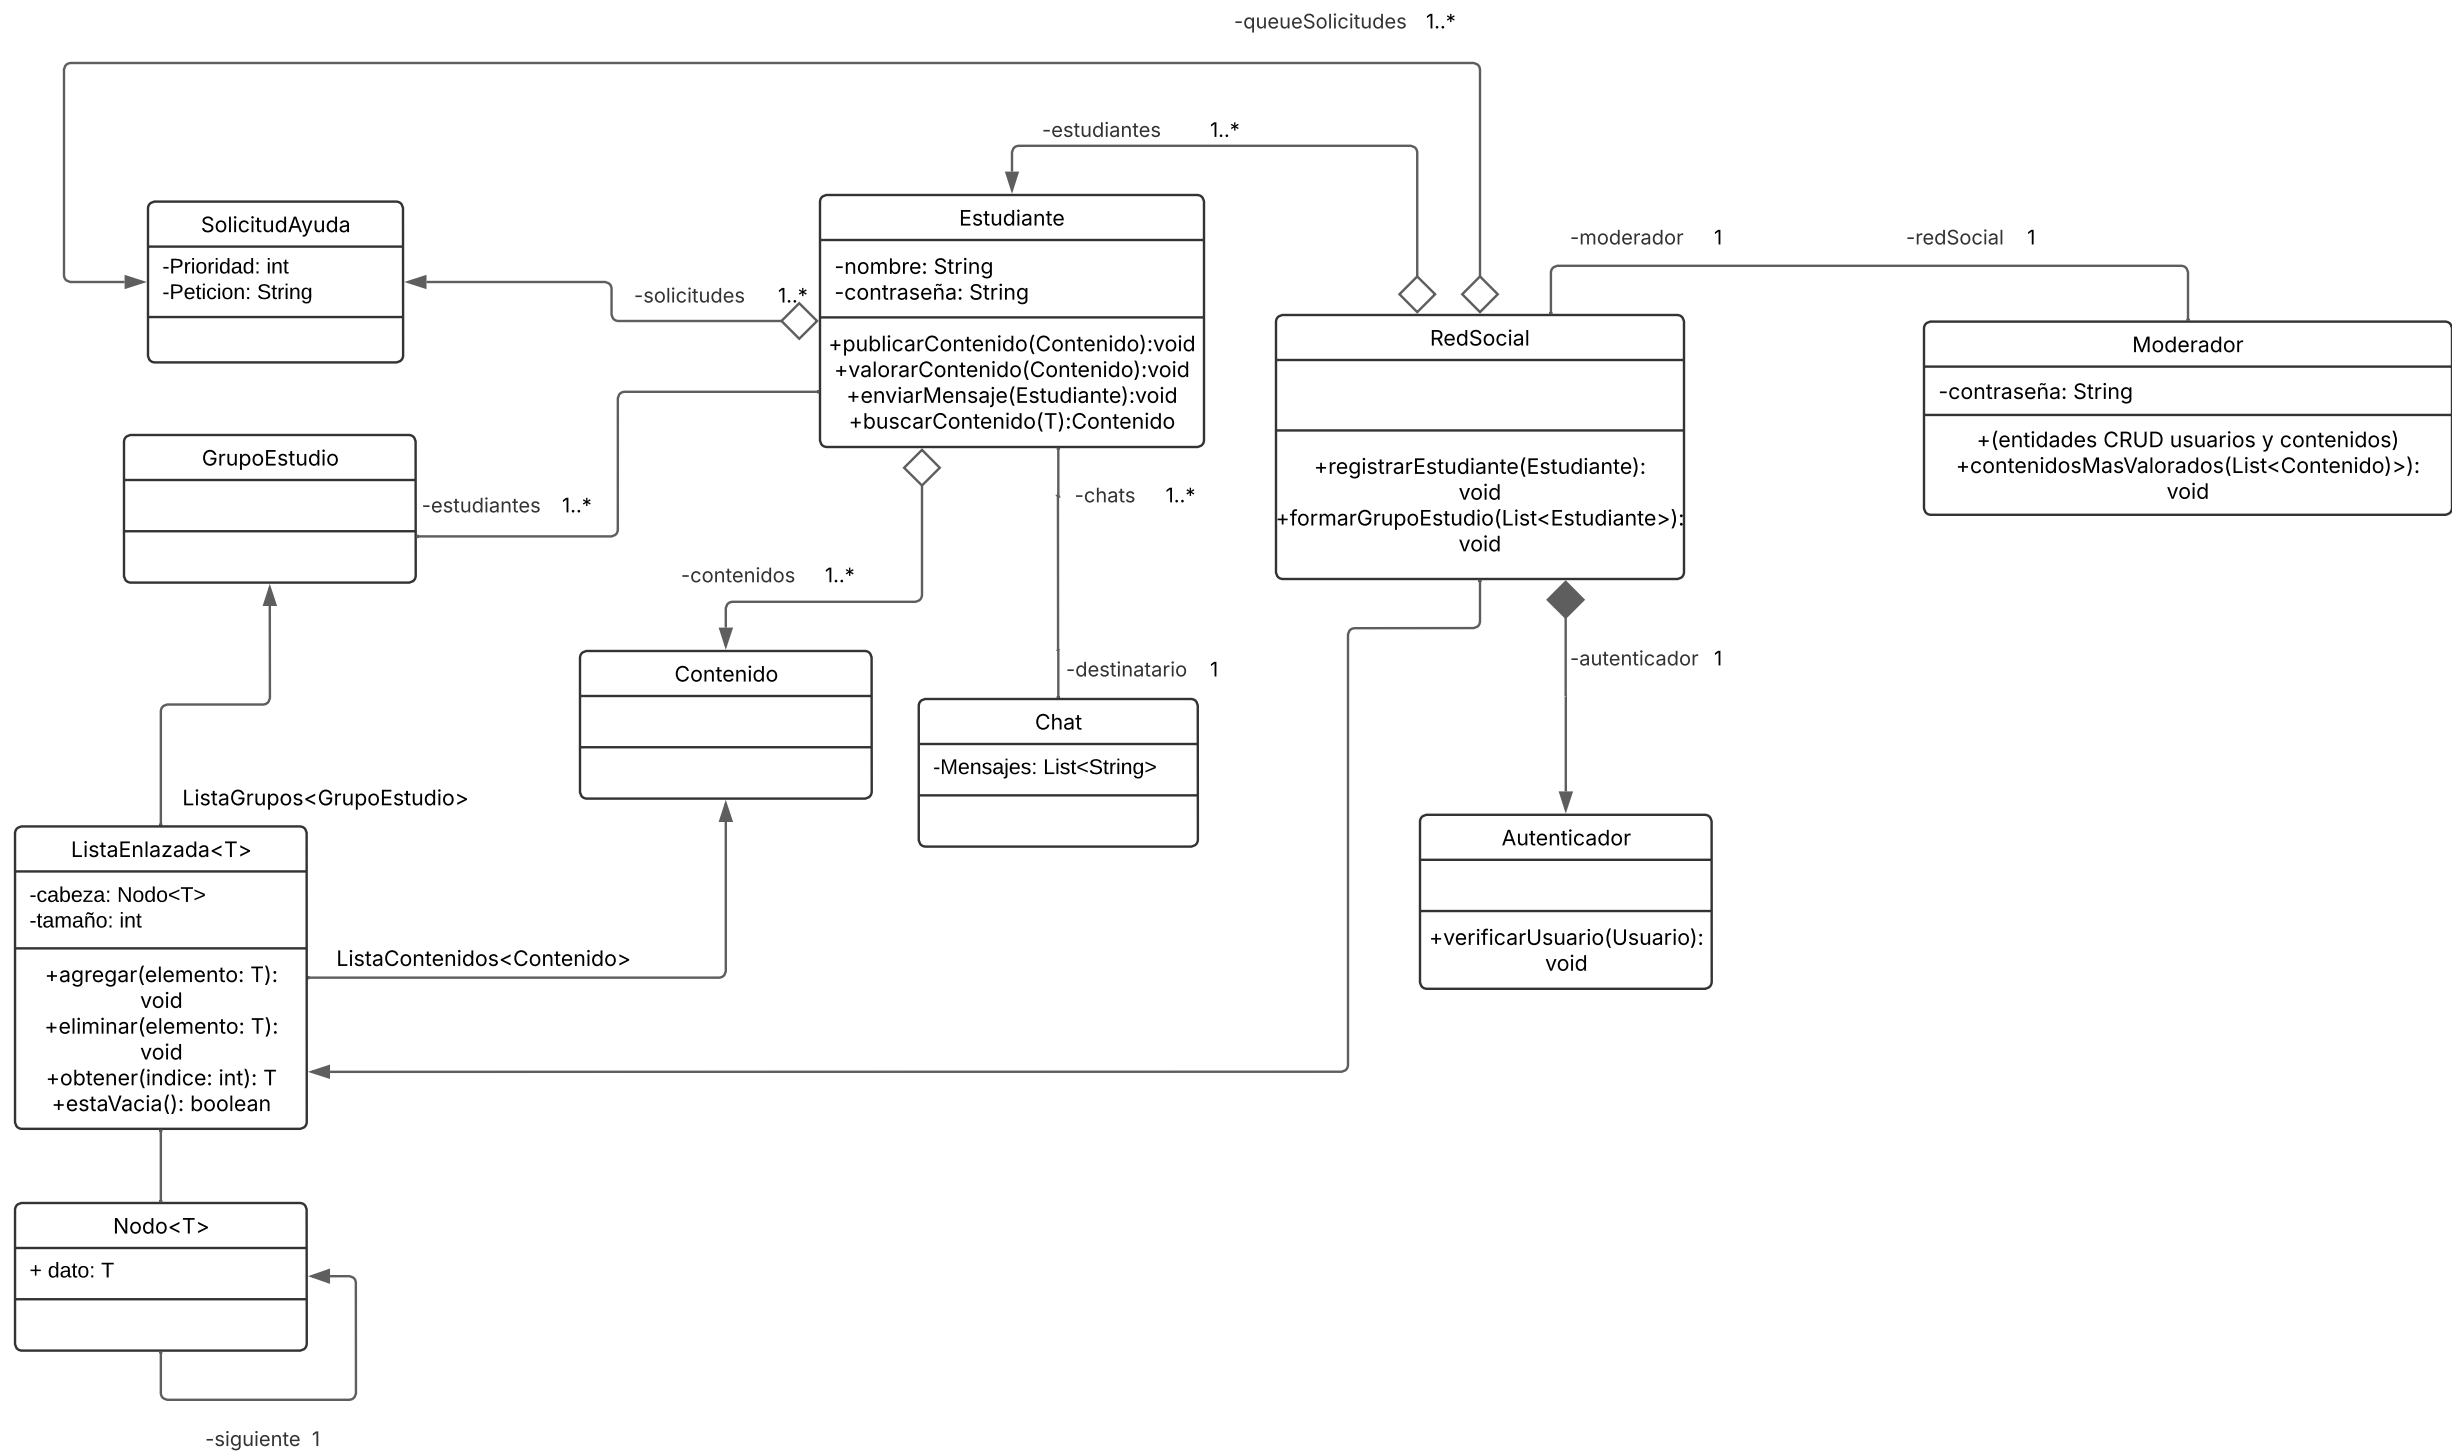 -queueSolicitudes 1..*
-estudiantes 1..*
SolicitudAyuda
-Prioridad: int
-Peticion: String
-solicitudes 1..*
Estudiante
-nombre: String
-contraseña: String
+publicarContenido(Contenido):void
+valorarContenido(Contenido):void
+enviarMensaje(Estudiante):void
+buscarContenido(T):Contenido
-moderador 1
-redSocial 1
RedSocial
+registrarEstudiante(Estudiante):
void
+formarGrupoEstudio(List<Estudiante>):
void
Moderador
-contraseña: String
+(entidades CRUD usuarios y contenidos)
+contenidosMasValorados(List<Contenido)>):
void
GrupoEstudio
-estudiantes 1..*
-chats 1..*
-contenidos 1..*
-destinatario 1
-autenticador 1
Contenido
Chat
-Mensajes: List<String>
ListaGrupos<GrupoEstudio>
ListaEnlazada<T>
-cabeza: Nodo<T>
-tamaño: int
+agregar(elemento: T):
void
+eliminar(elemento: T):
void
+obtener(indice: int): T
+estaVacia(): boolean
ListaContenidos<Contenido>
Autenticador
+verificarUsuario(Usuario):
void
Nodo<T>
+ dato: T
-siguiente 1